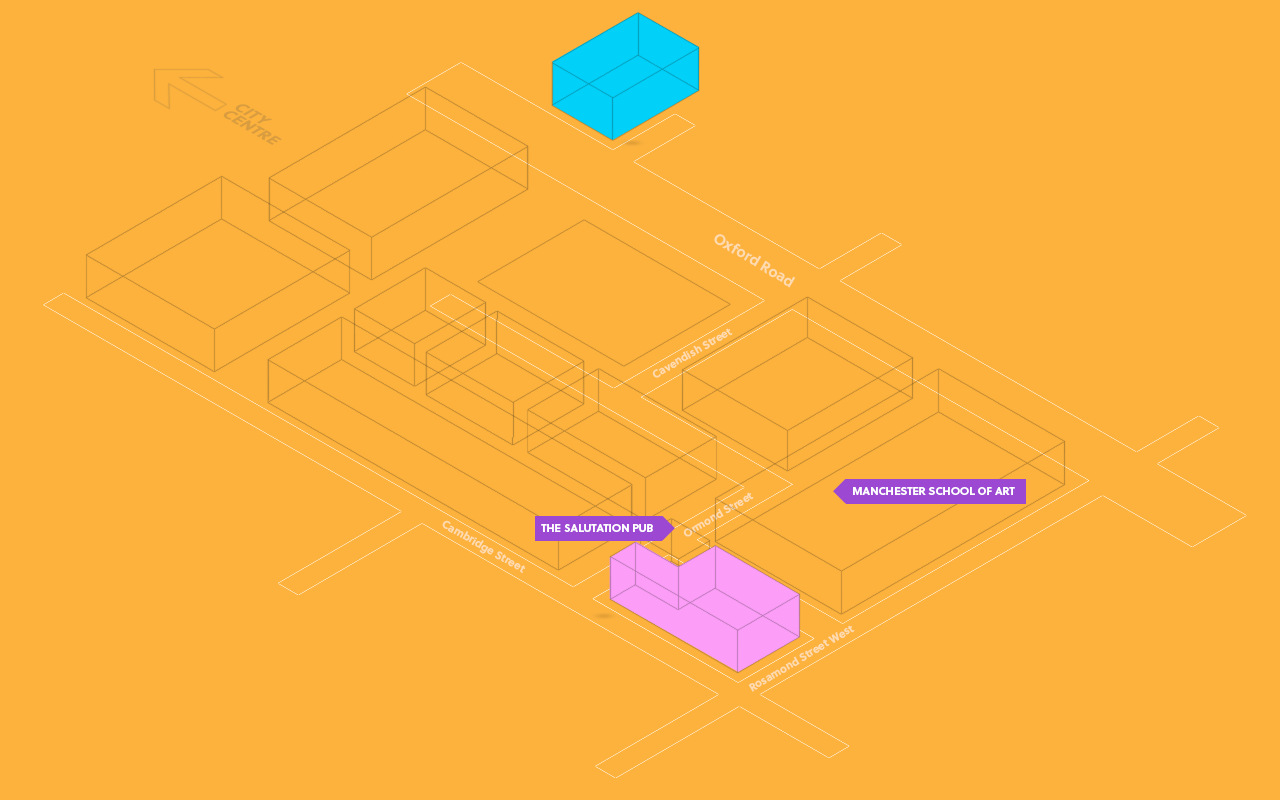 CITY
CENTRE
Oxford Road
Cavendish Street
MANCHESTER SCHOOL OF ART
Ormond Street
THE SALUTATION PUB
Cambridge Street
Rosamond Street West